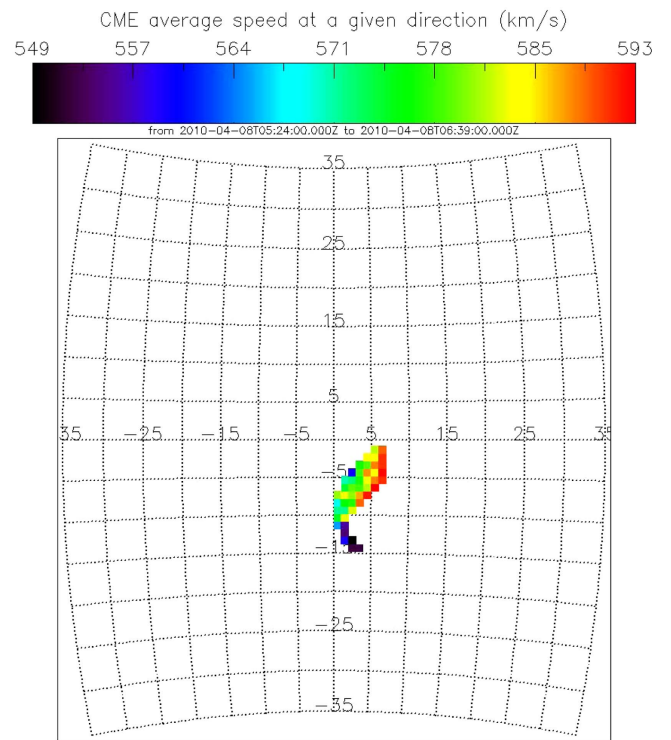 CME average speed at a given direction (km/s)
549 557 564 571 578 585 593
from 2010-04-08T05:24:00.000Z to 2010-04-08T06:39:00.000Z
35
25
15
5
35 -25 -15 -5 5 15 25 35
-5
-15
-25
-35